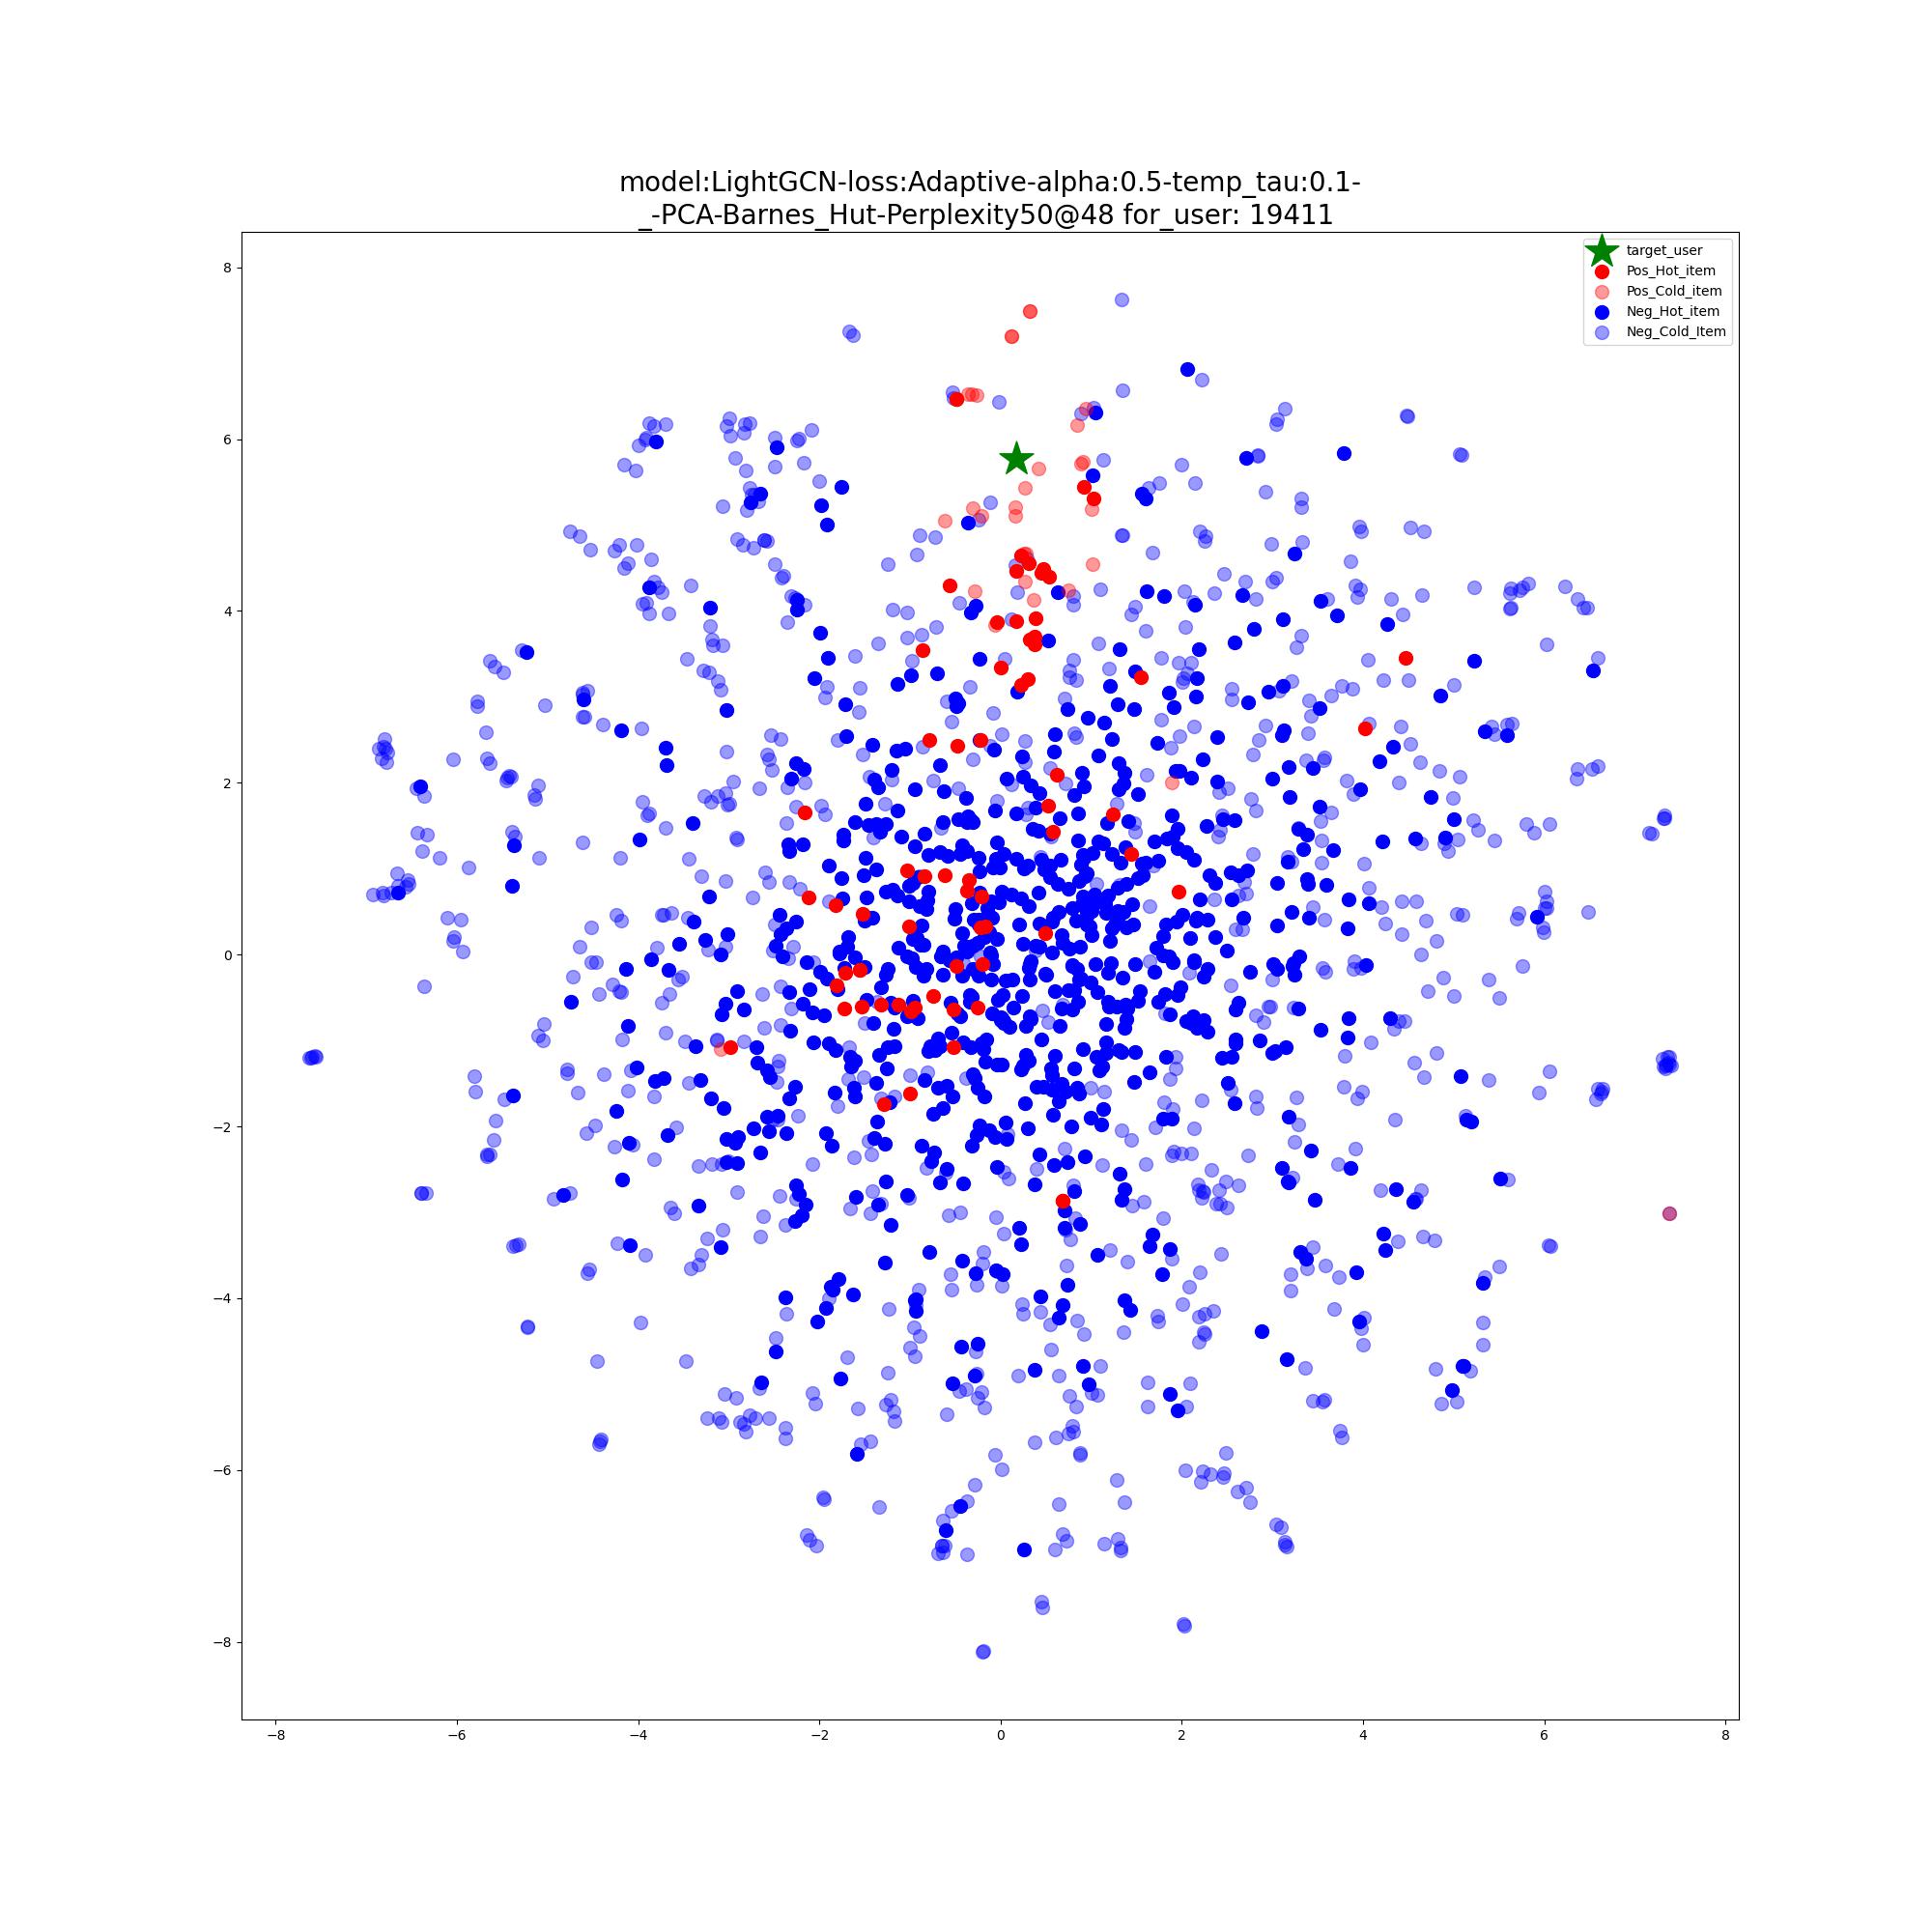 model:LightGCN-loss:Adaptive-alpha:0.5-temp_tau:0.1-
_-PCA-Barnes_Hut-Perplexity50@48 for_user: 19411
target_user
Pos_Hot_item
Pos_Cold_item
Neg_Hot_item
Neg_Cold_Item
8
6
4
2
0
−2
−4
−6
−8
−8 −6 −4 −2 0 2 4 6 8